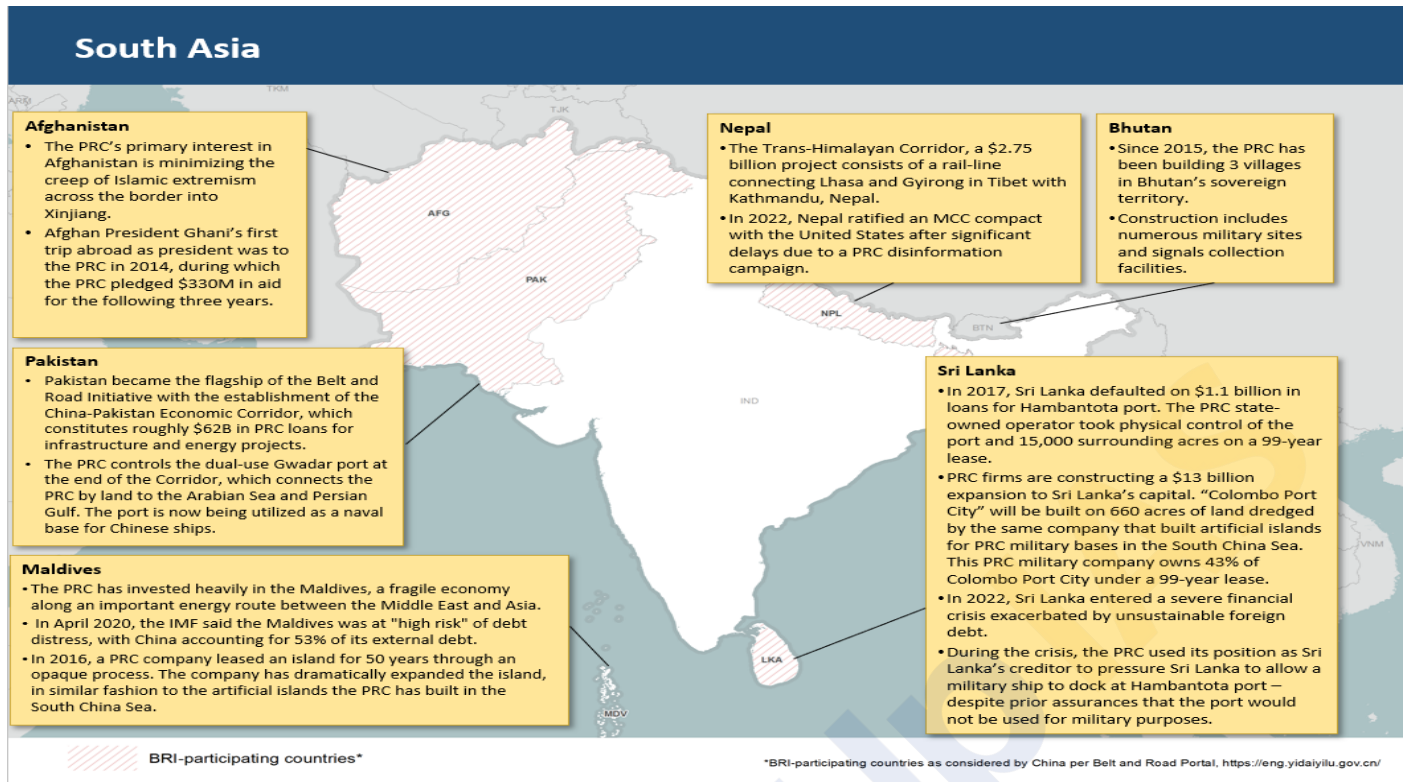 South Asia
ARM
TKM
TJK
Afghanistan
• The PRC's primary interest in
Afghanistan is minimizing the
creep of Islamic extremism
across the border into
Xinjiang.
• Afghan President Ghani's first
trip abroad as president was to
the PRC in 2014, during which
the PRC pledged $330M in aid
for the following three years.
Nepal
•The Trans-Himalayan Corridor, a $2.75
billion project consists of a rail-line
connecting Lhasa and Gyirong in Tibet with
Kathmandu, Nepal.
•In 2022, Nepal ratified an MCC compact
with the United States after significant
delays due to a PRC disinformation
campaign.
Bhutan
•Since 2015, the PRC has
been building 3 villages
in Bhutan's sovereign
territory.
•Construction includes
numerous military sites
and signals collection
facilities.
AFG
PAK
NPL
BTN
IND
Pakistan
• Pakistan became the flagship of the Belt and
Road Initiative with the establishment of the
China-Pakistan Economic Corridor, which
constitutes roughly $62B in PRC loans for
infrastructure and energy projects.
• The PRC controls the dual-use Gwadar port at
the end of the Corridor, which connects the
PRC by land to the Arabian Sea and Persian
Gulf. The port is now being utilized as a naval
base for Chinese ships.
Sri Lanka
•In 2017, Sri Lanka defaulted on $1.1 billion in
loans for Hambantota port. The PRC state-
owned operator took physical control of the
port and 15,000 surrounding acres on a 99-year
lease.
•PRC firms are constructing a $13 billion
expansion to Sri Lanka's capital. "Colombo Port
City" will be built on 660 acres of land dredged
by the same company that built artificial islands
for PRC military bases in the South China Sea.
This PRC military company owns 43% of
Colombo Port City under a 99-year lease.
•In 2022, Sri Lanka entered a severe financial
crisis exacerbated by unsustainable foreign
debt.
•During the crisis, the PRC used its position as Sri
Lanka's creditor to pressure Sri Lanka to allow a
military ship to dock at Hambantota port –
despite prior assurances that the port would
not be used for military purposes.
VNM
Maldives
•The PRC has invested heavily in the Maldives, a fragile economy
along an important energy route between the Middle East and Asia.
• In April 2020, the IMF said the Maldives was at "high risk" of debt
distress, with China accounting for 53% of its external debt.
•In 2016, a PRC company leased an island for 50 years through an
opaque process. The company has dramatically expanded the island,
in similar fashion to the artificial islands the PRC has built in the
South China Sea.
LKA
MDV
BRI-participating countries*
*BRI-participating countries as considered by China per Belt and Road Portal, https://eng.yidaiyilu.gov.cn/